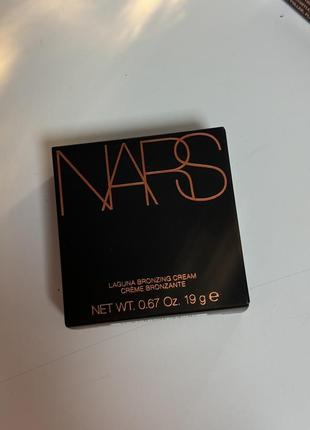 NARS
LAGUNA BRONZING CREAM
CRÈME BRONZANTE
NET WT. 0.67 Oz. 19 g ℮